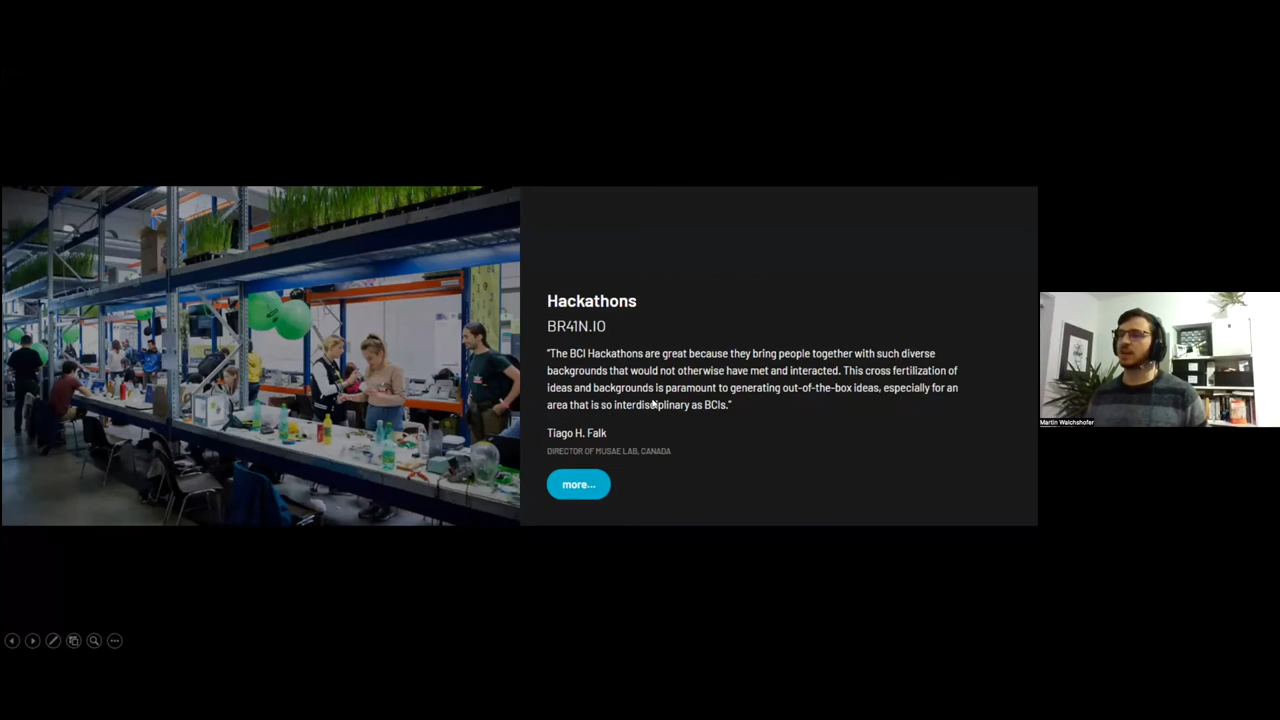 Hackathons
BR41N.IO
"The BCI Hackathons are great because they bring people together with such diverse
backgrounds that would not otherwise have met and interacted. This cross fertilization of
ideas and backgrounds is paramount to generating out-of-the-box ideas, especially for an
area that is so interdisciplinary as BCIs."
Tiago H. Falk
DIRECTOR OF MUSAE LAB, CANADA
more...
Martin Walchshofer